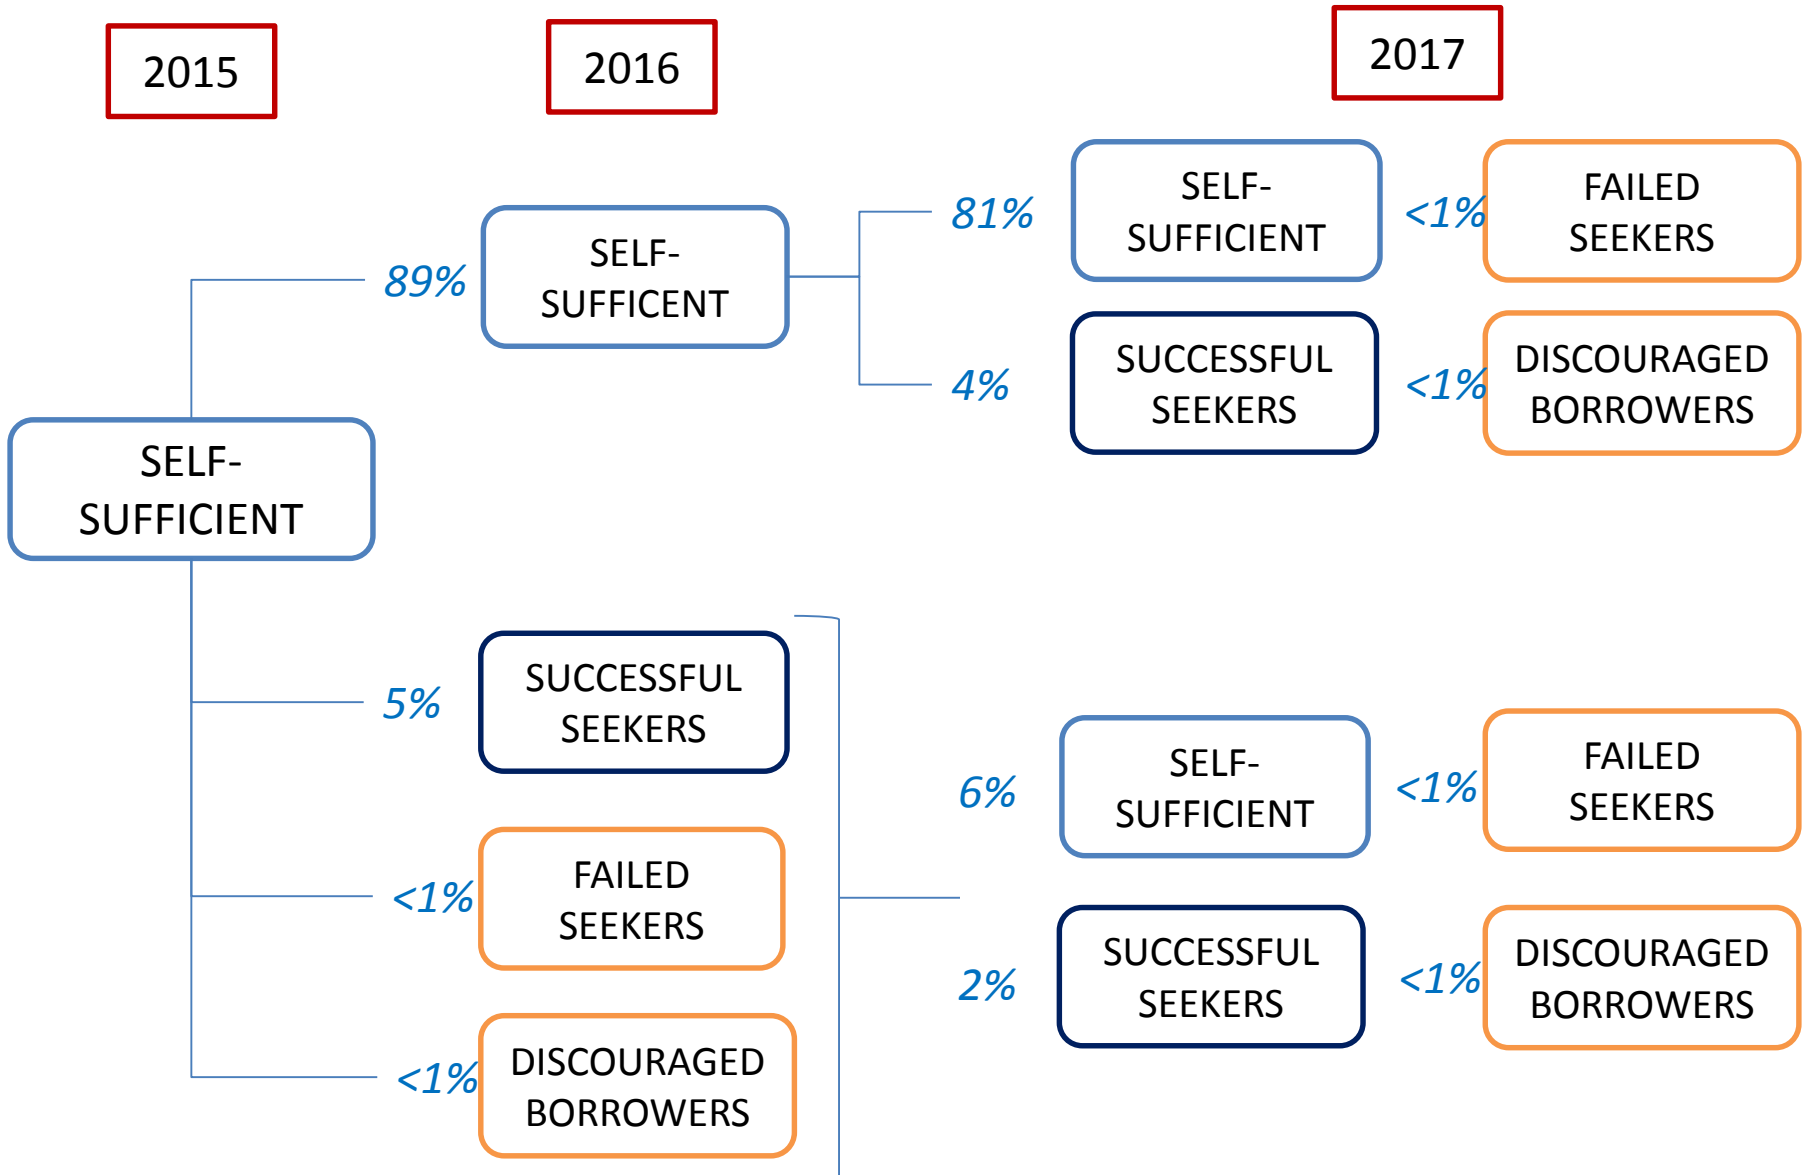 2015
2016
2017
SELF-
SUFFICIENT
89%
SELF-
SUFFICENT
5%
SUCCESSFUL
SEEKERS
<1%
FAILED
SEEKERS
<1%
DISCOURAGED
BORROWERS
81%
SELF-
SUFFICIENT
<1%
FAILED
SEEKERS
4%
SUCCESSFUL
SEEKERS
<1%
DISCOURAGED
BORROWERS
6%
SELF-
SUFFICIENT
<1%
FAILED
SEEKERS
2%
SUCCESSFUL
SEEKERS
<1%
DISCOURAGED
BORROWERS